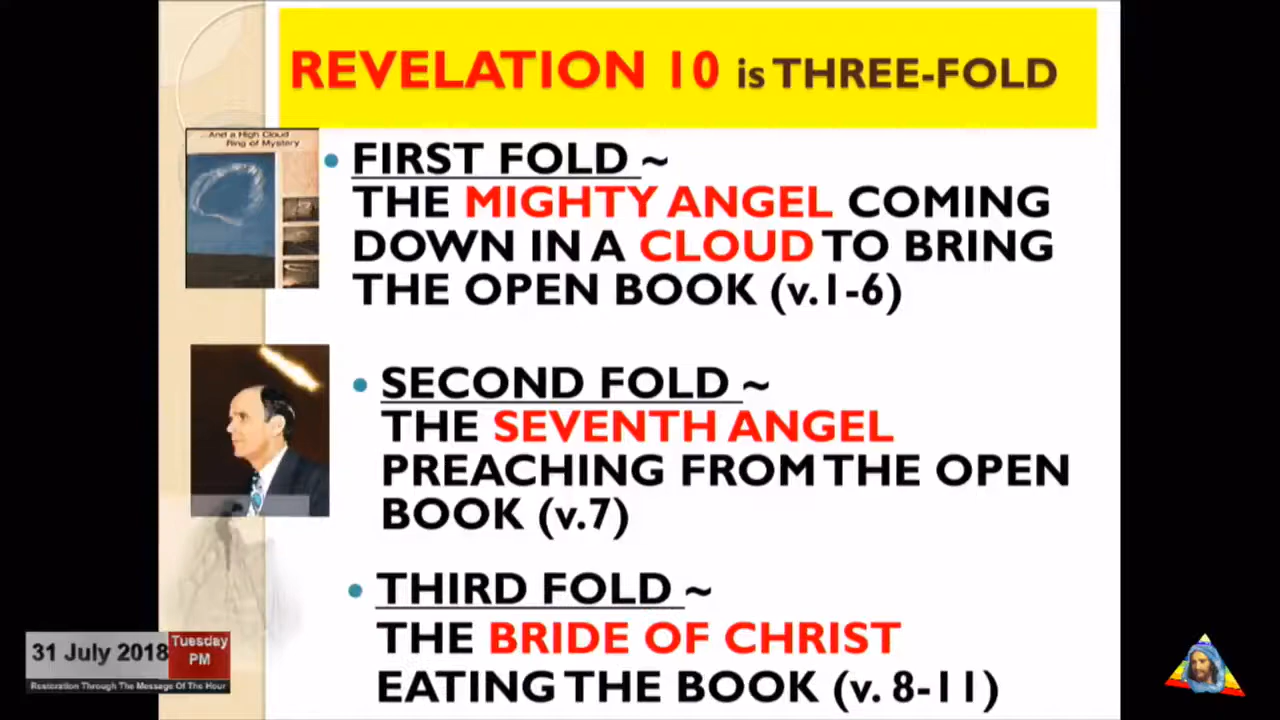 REVELATION 10 is THREE-FOLD
...And a High Cloud
Ring of Mystery
• FIRST FOLD ~
THE MIGHTY ANGEL COMING
DOWN IN A CLOUD TO BRING
THE OPEN BOOK (v.1-6)
• SECOND FOLD ~
THE SEVENTH ANGEL
PREACHING FROM THE OPEN
BOOK (v.7)
• THIRD FOLD ~
THE BRIDE OF CHRIST
EATING THE BOOK (v. 8-11)
31 July 2018 Tuesday
PM
Restoration Through The Message Of The Hour